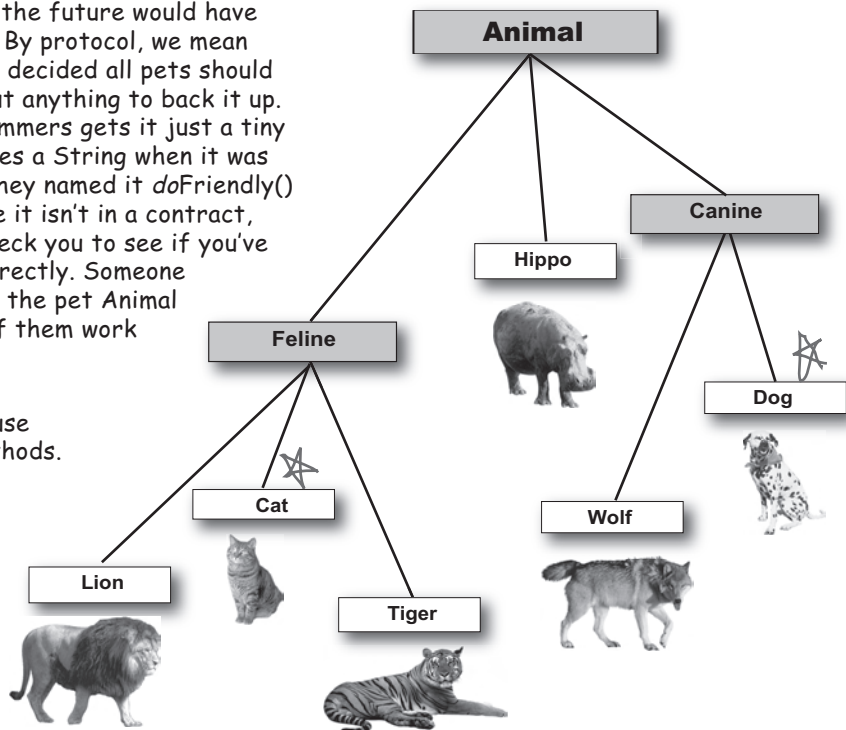 the future would have
By protocol, we mean
decided all pets should
ut anything to back it up.
mmers gets it just a tiny
es a String when it was
hey named it doFriendly()
e it isn't in a contract,
eck you to see if you've
rectly. Someone
the pet Animal
f them work
use
thods.
Animal
Canine
Hippo
Feline
Dog
Cat
Wolf
Lion
Tiger